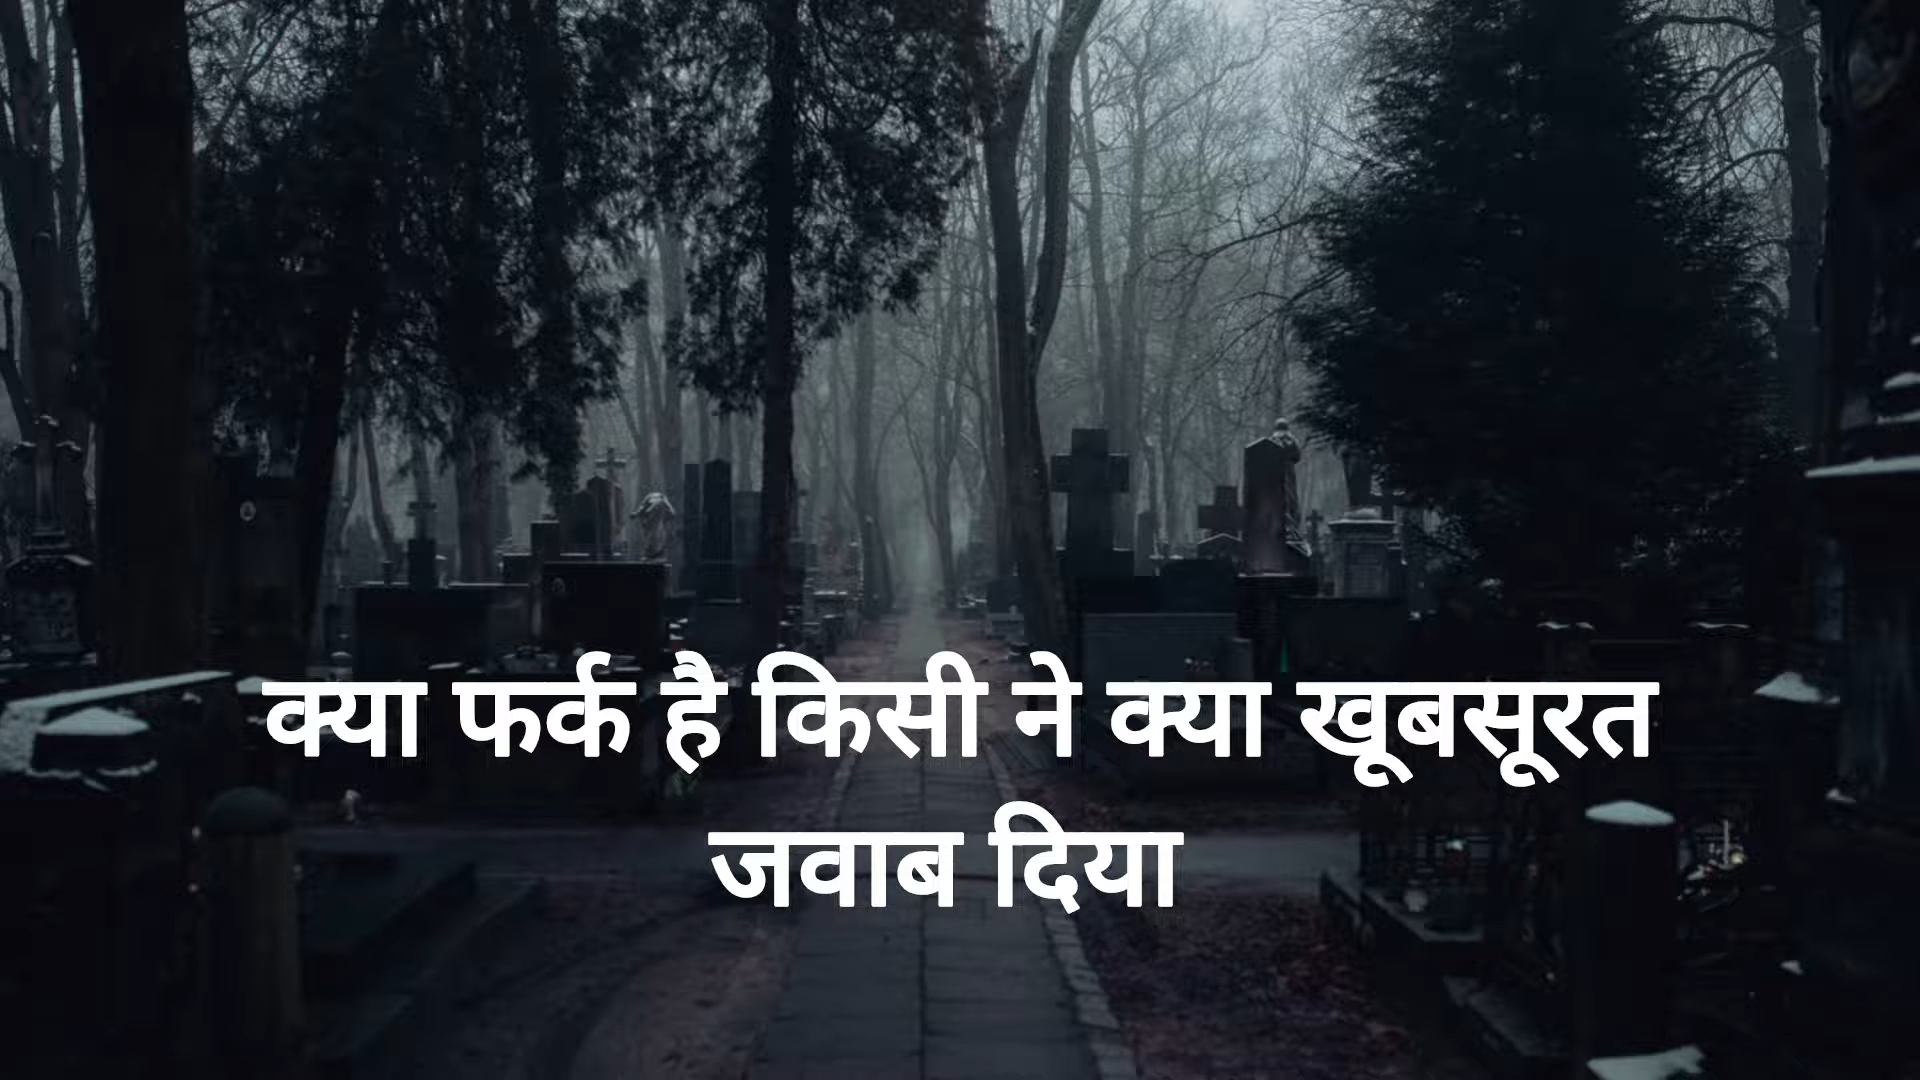 क्या फर्क है किसी ने क्या खूबसूरत
जवाब दिया